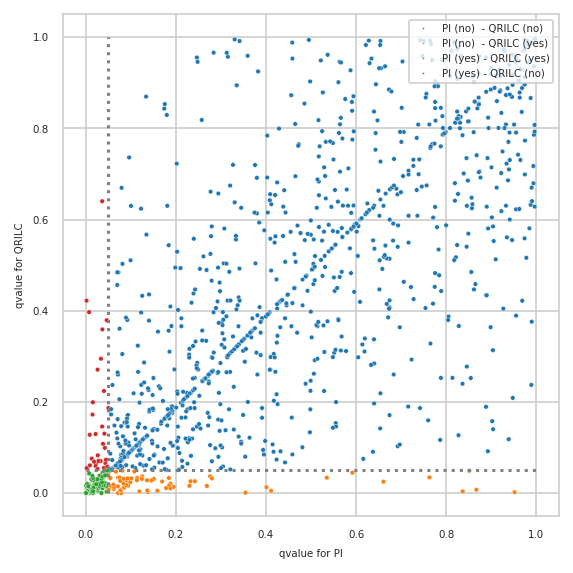 1.0
0.8
0.6
0.4
0.2
0.0
qvalue for QRILC
PI (no)  - QRILC (no)
PI (no)  - QRILC (yes)
PI (yes) - QRILC (yes)
PI (yes) - QRILC (no)
0.0 0.2 0.4 0.6 0.8 1.0
qvalue for PI